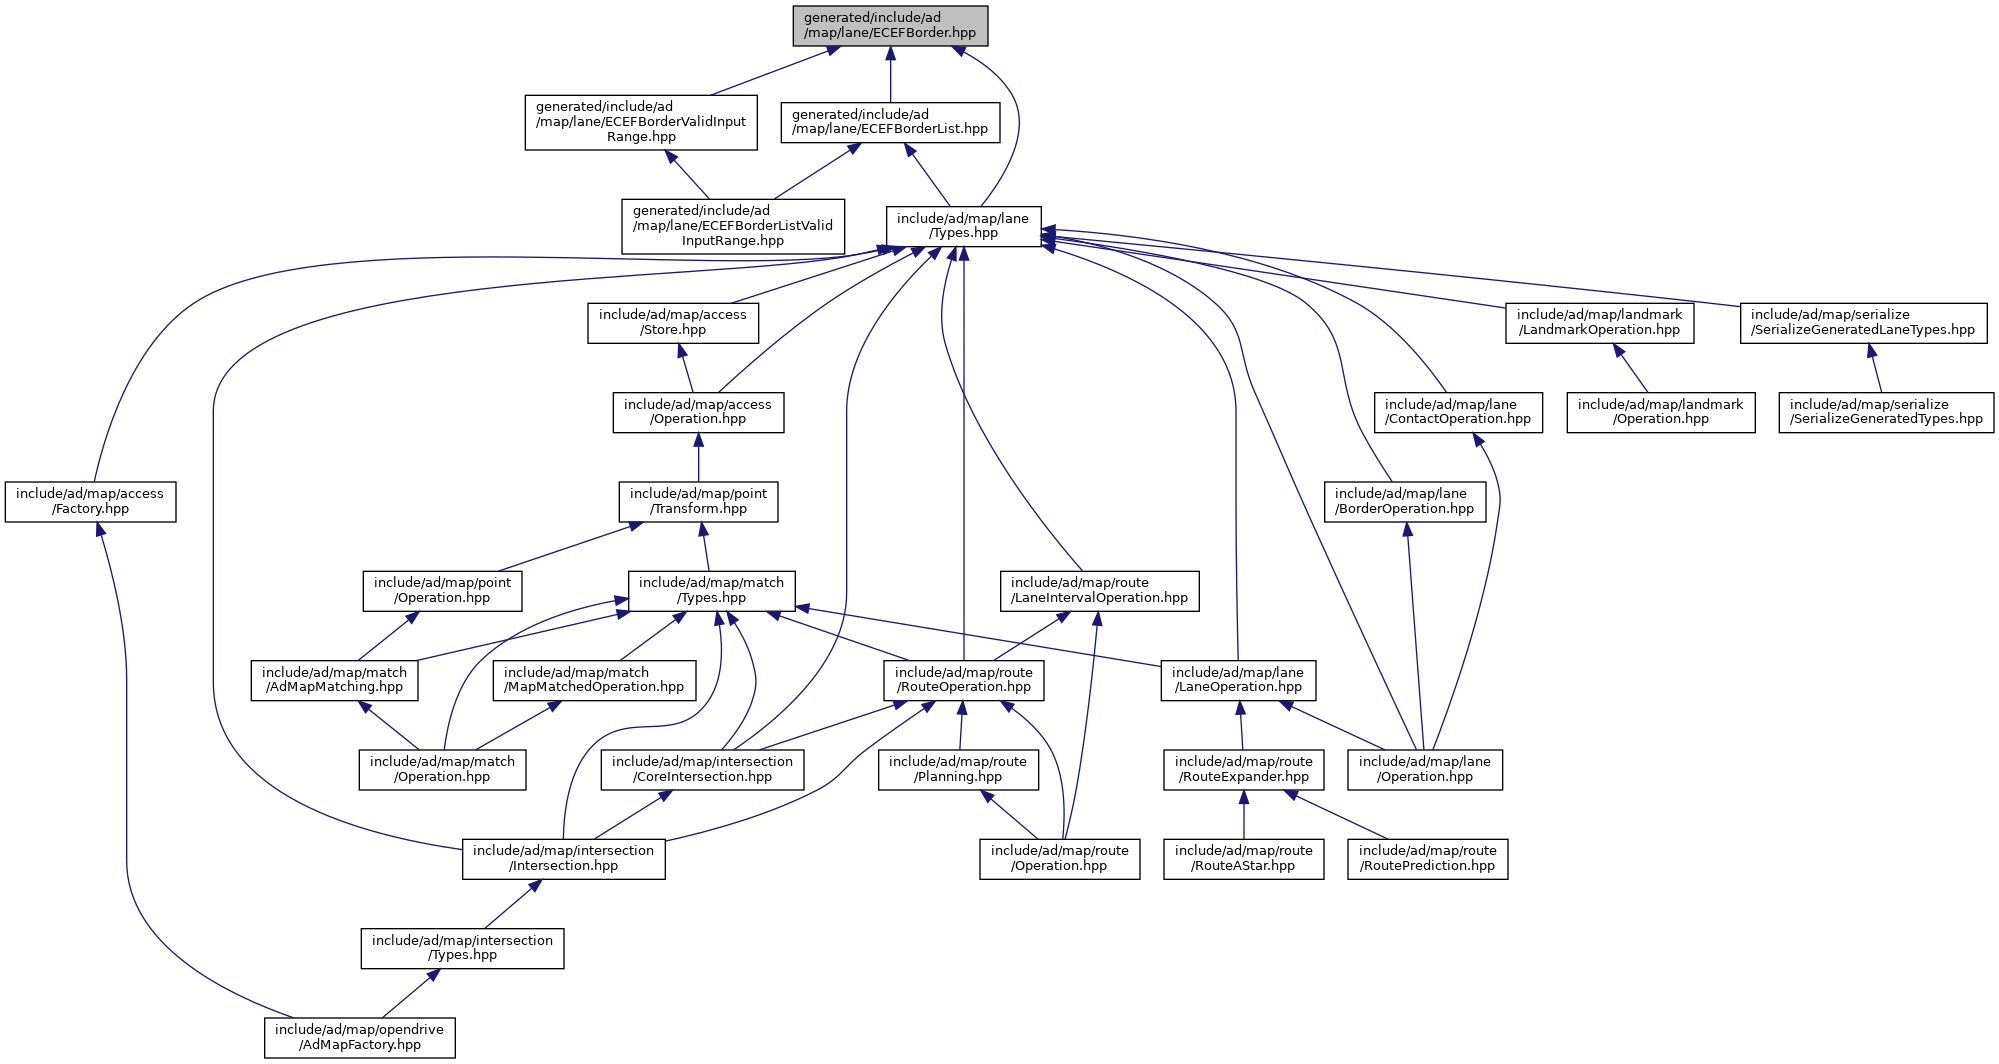 generated/include/ad
/map/lane/ECEFBorder.hpp
generated/include/ad
/map/lane/ECEFBorderValidInput
Range.hpp
generated/include/ad
/map/lane/ECEFBorderList.hpp
generated/include/ad
/map/lane/ECEFBorderListValid
InputRange.hpp
include/ad/map/lane
/Types.hpp
include/ad/map/access
/Store.hpp
include/ad/map/landmark
/LandmarkOperation.hpp
include/ad/map/serialize
/SerializeGeneratedLaneTypes.hpp
include/ad/map/access
/Operation.hpp
include/ad/map/lane
/ContactOperation.hpp
include/ad/map/landmark
/Operation.hpp
include/ad/map/serialize
/SerializeGeneratedTypes.hpp
include/ad/map/access
/Factory.hpp
include/ad/map/point
/Transform.hpp
include/ad/map/lane
/BorderOperation.hpp
include/ad/map/point
/Operation.hpp
include/ad/map/match
/Types.hpp
include/ad/map/route
/LaneIntervalOperation.hpp
include/ad/map/match
/AdMapMatching.hpp
include/ad/map/match
/MapMatchedOperation.hpp
include/ad/map/route
/RouteOperation.hpp
include/ad/map/lane
/LaneOperation.hpp
include/ad/map/match
/Operation.hpp
include/ad/map/intersection
/CoreIntersection.hpp
include/ad/map/route
/Planning.hpp
include/ad/map/route
/RouteExpander.hpp
include/ad/map/lane
/Operation.hpp
include/ad/map/intersection
/Intersection.hpp
include/ad/map/route
/Operation.hpp
include/ad/map/route
/RouteAStar.hpp
include/ad/map/route
/RoutePrediction.hpp
include/ad/map/intersection
/Types.hpp
include/ad/map/opendrive
/AdMapFactory.hpp